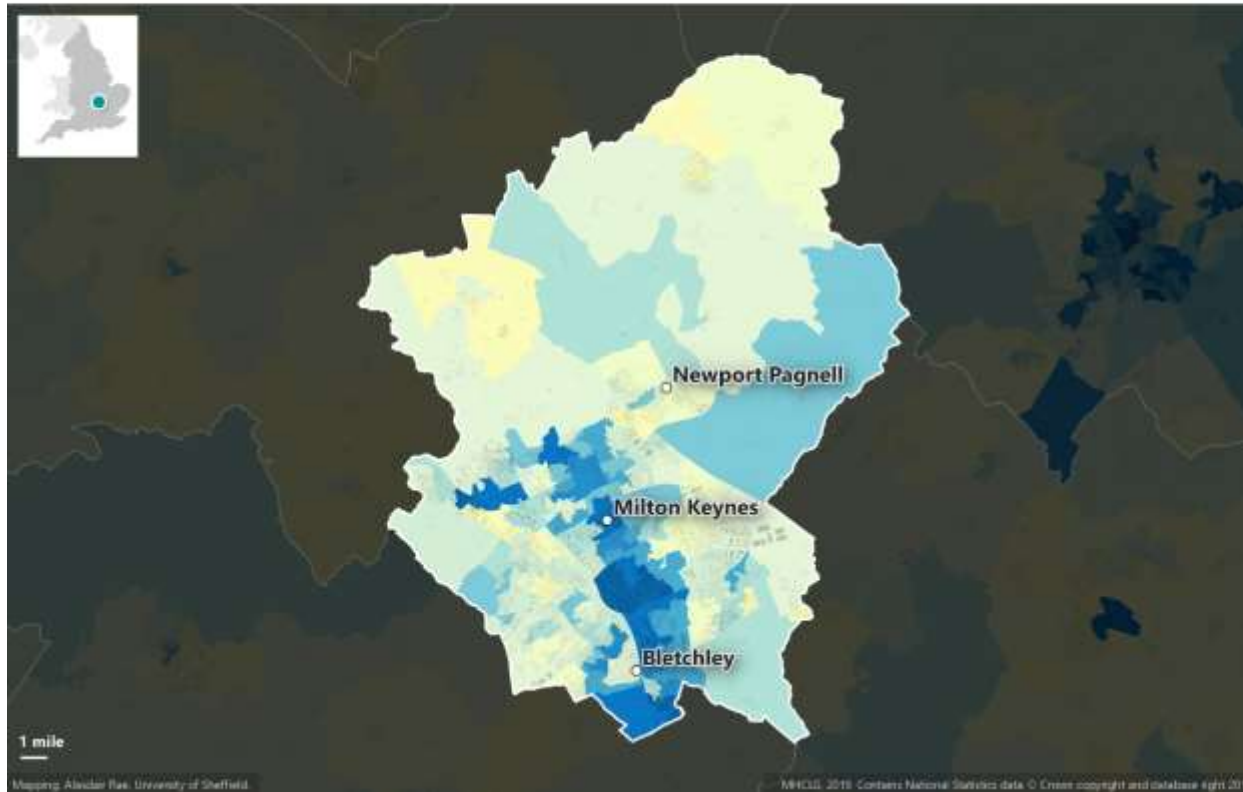 Newport Pagnell
Milton Keynes
Bletchley
1 mile
Mapping: Alasdair Rae, University of Sheffield.
MHCLG, 2019. Contains National Statistics data. © Crown copyright and database right